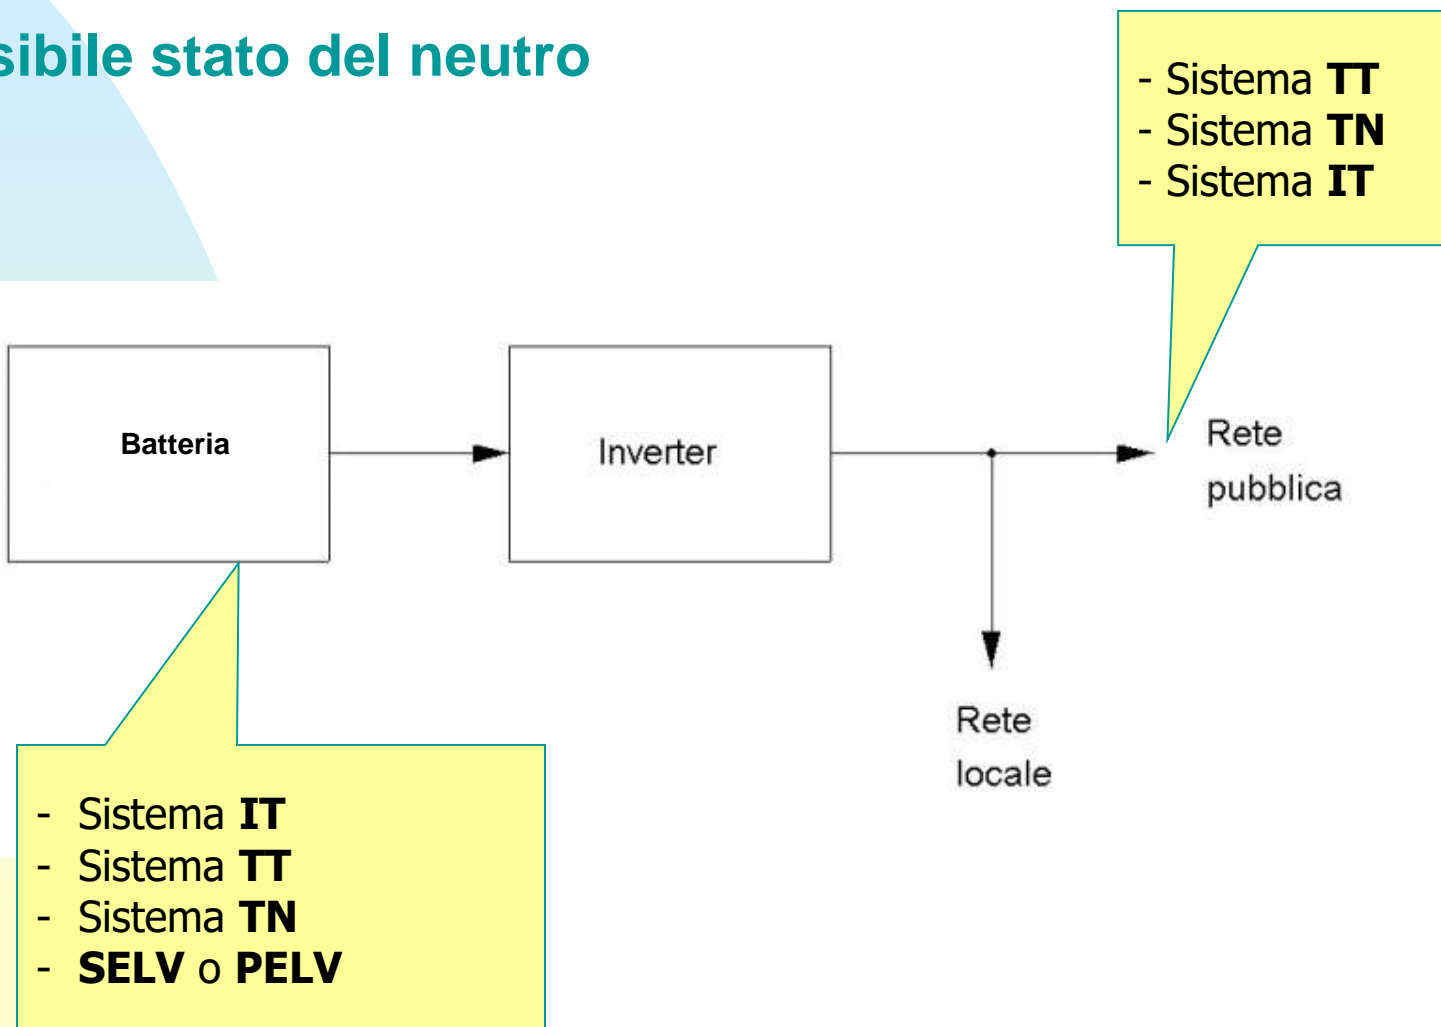 sibile stato del neutro
- Sistema TT
- Sistema TN
- Sistema IT
Batteria
Inverter
Rete
pubblica
Rete
locale
- Sistema IT
- Sistema TT
- Sistema TN
- SELV o PELV